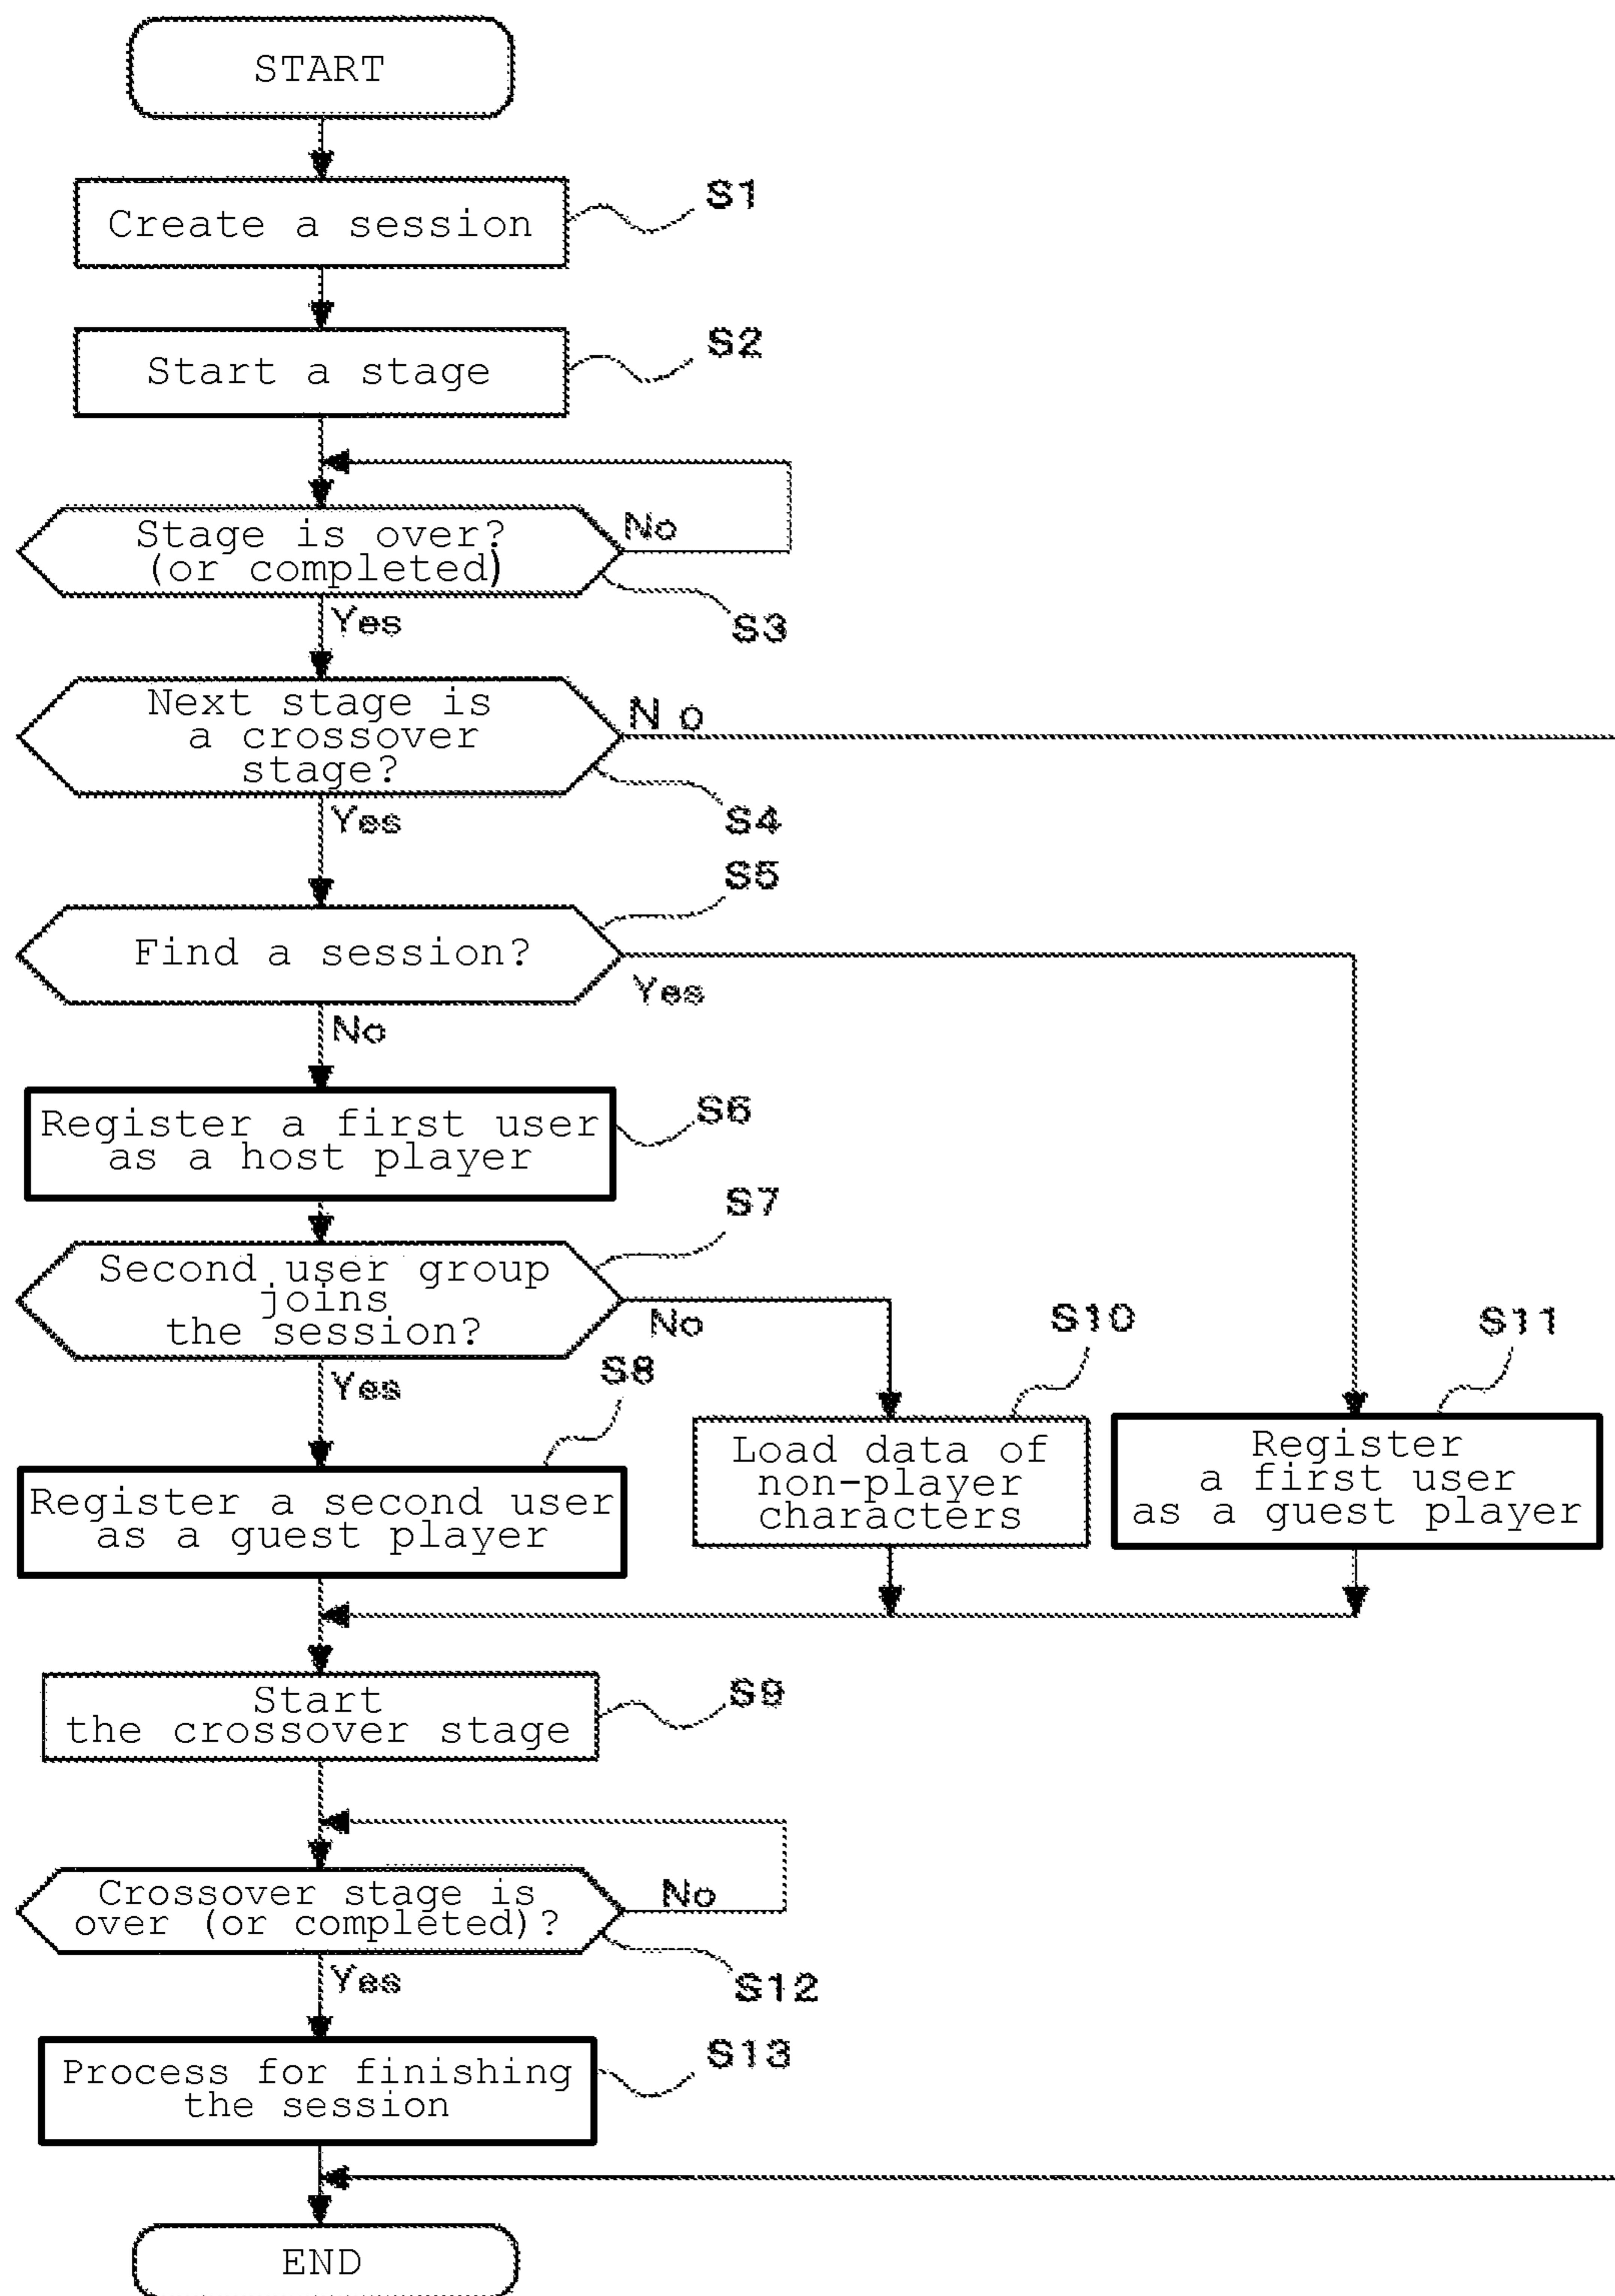 START
Create a session
S1
Start a stage
S2
Stage is over?
(or completed)
No
S3
Yes
Next stage is
a crossover
stage?
No
S4
Yes
S5
Find a session?
Yes
No
Register a first user
as a host player
S6
S7
Second user group
joins
the session?
No
Yes
S8
S10
S11
Register a second user
as a guest player
Load data of
non-player
characters
Register
a first user
as a guest player
Start
the crossover stage
S9
Crossover stage is
over (or completed)?
No
S12
Yes
Process for finishing
the session
S13
END